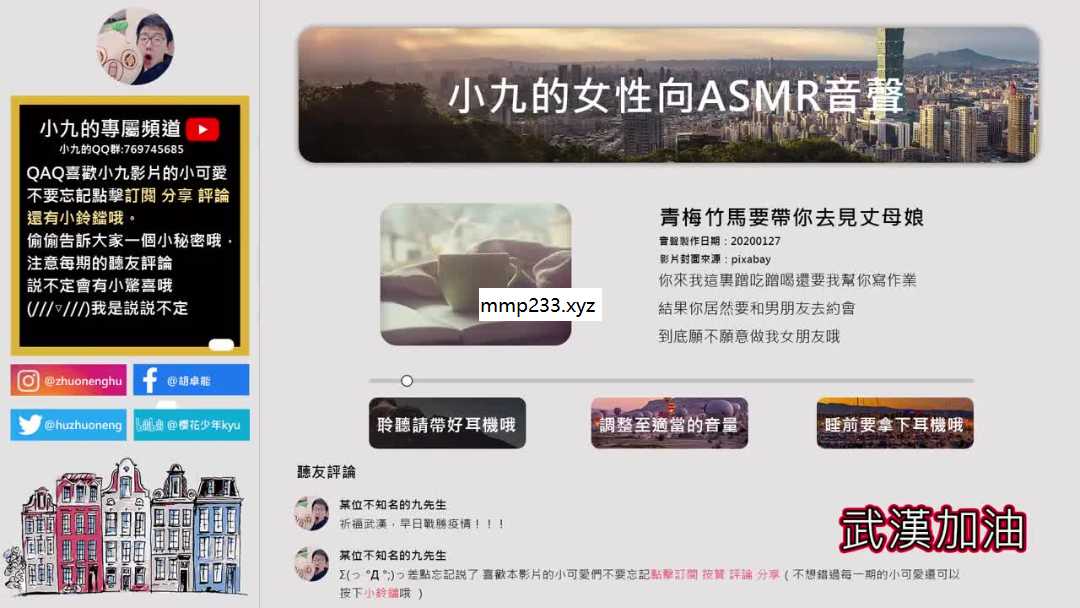 小九的專屬頻道
小九的QQ群:769745685
QAQ喜歡小九影片的小可愛
不要忘記點擊訂閱 分享 評論
還有小鈴鐺哦。
偷偷告訴大家一個小秘密哦，
注意每期的聽友評論
說不定會有小驚喜哦
(///▿///)我是説説不定
@zhuonenghu
@胡卓能
@huzhuoneng
@櫻花少年kyu
小九的女性向ASMR音聲
青梅竹馬要帶你去見丈母娘
音聲製作日期：20200127
影片封面來源：pixabay
你來我這裏蹭吃蹭喝還要我幫你寫作業
結果你居然要和男朋友去約會
到底願不願意做我女朋友哦
mmp233.xyz
聆聽請帶好耳機哦
調整至適當的音量
睡前要拿下耳機哦
聽友評論
某位不知名的九先生
祈福武漢，早日戰勝疫情！！！
某位不知名的九先生
Σ(っ °Д °;)っ差點忘記説了 喜歡本影片的小可愛們不要忘記點擊訂閱 按贊 評論 分享（ 不想錯過每一期的小可愛還可以
按下小鈴鐺哦 ）
武漢加油